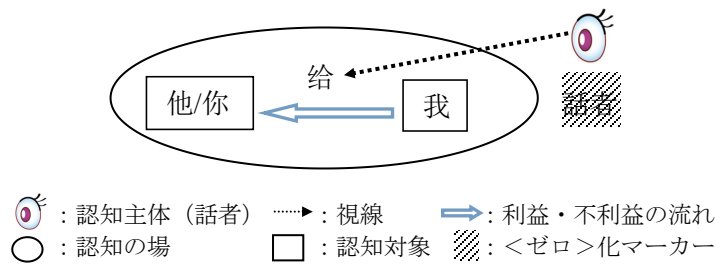 给
他/你
我
話者
：認知主体（話者）
：視線
：利益・不利益の流れ
：認知の場
：認知対象
：＜ゼロ＞化マーカー